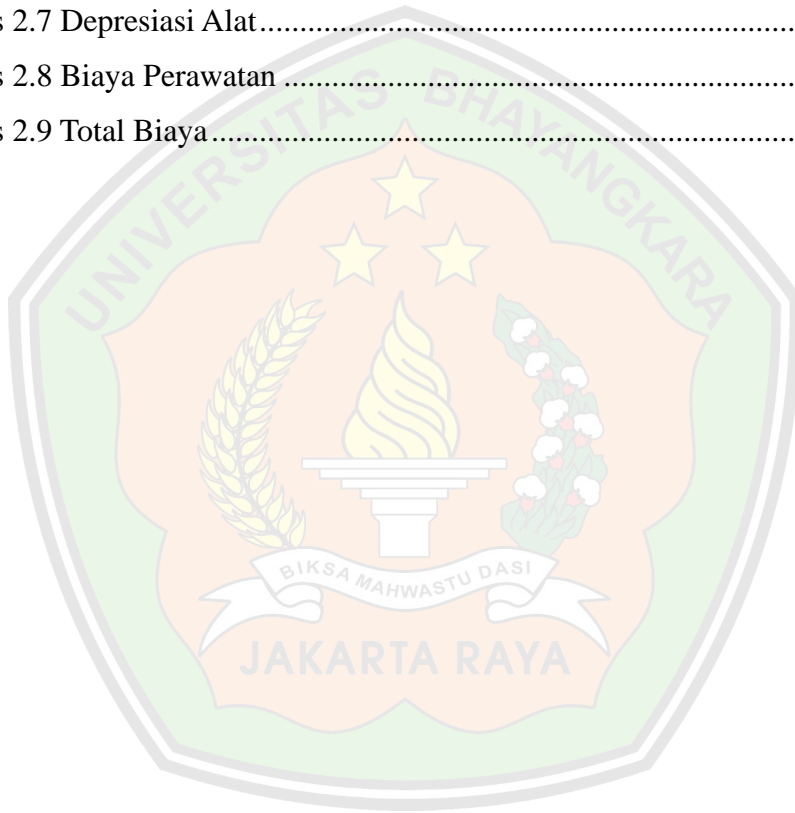 s 2.7 Depresiasi Alat......................................................................
s 2.8 Biaya Perawatan ..................................................................
s 2.9 Total Biaya.............................................................................
UNIVERSITAS BHAYANGKARA
BIKSA MAHWASTU DASI
JAKARTA RAYA